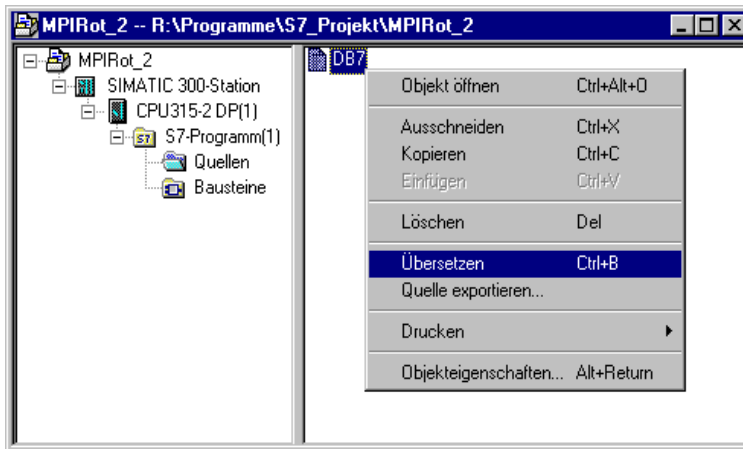 MPIRot_2 -- R:\Programme\S7_Projekt\MPIRot_2
MPIRot_2
SIMATIC 300-Station
CPU315-2 DP(1)
S7-Programm(1)
Quellen
Bausteine
DB7
Objekt öffnen Ctrl+Alt+O
Ausschneiden Ctrl+X
Kopieren Ctrl+C
Einfügen Ctrl+V
Löschen Del
Übersetzen Ctrl+B
Quelle exportieren...
Drucken
Objekteigenschaften... Alt+Return